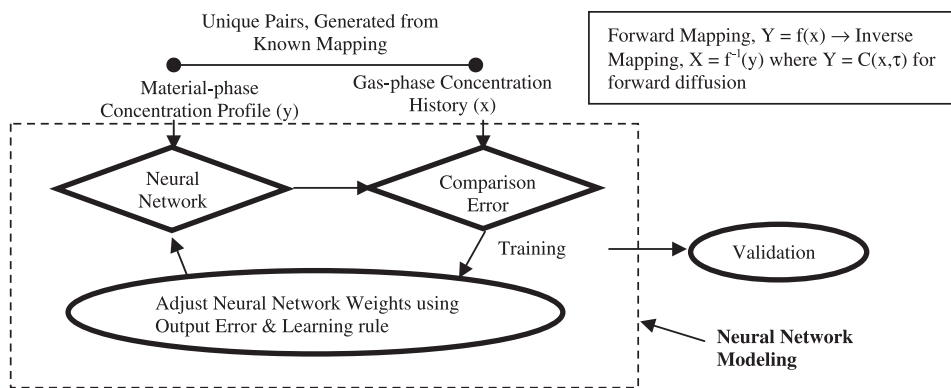 Unique Pairs, Generated from
Known Mapping
Forward Mapping, Y = f(x) → Inverse
Mapping, X = f⁻¹(y) where Y = C(x,τ) for
forward diffusion
Material-phase
Concentration Profile (y)
Gas-phase Concentration
History (x)
Neural
Network
Comparison
Error
Training
Validation
Adjust Neural Network Weights using
Output Error & Learning rule
Neural Network
Modeling